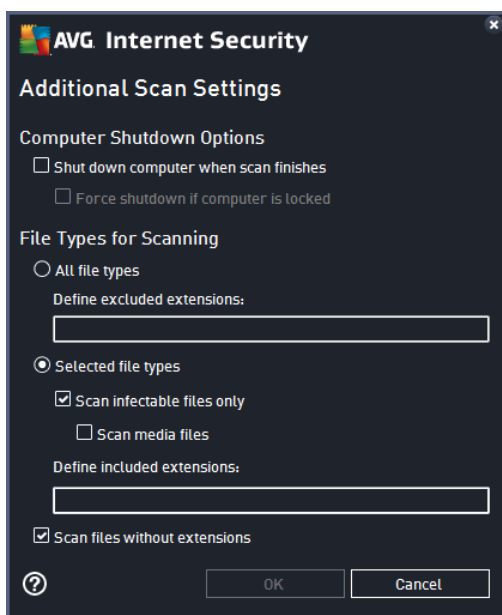 AVG. Internet Security
Additional Scan Settings
Computer Shutdown Options
Shut down computer when scan finishes
Force shutdown if computer is locked
File Types for Scanning
All file types
Define excluded extensions:
Selected file types
Scan infectable files only
Scan media files
Define included extensions:
Scan files without extensions
?
OK
Cancel